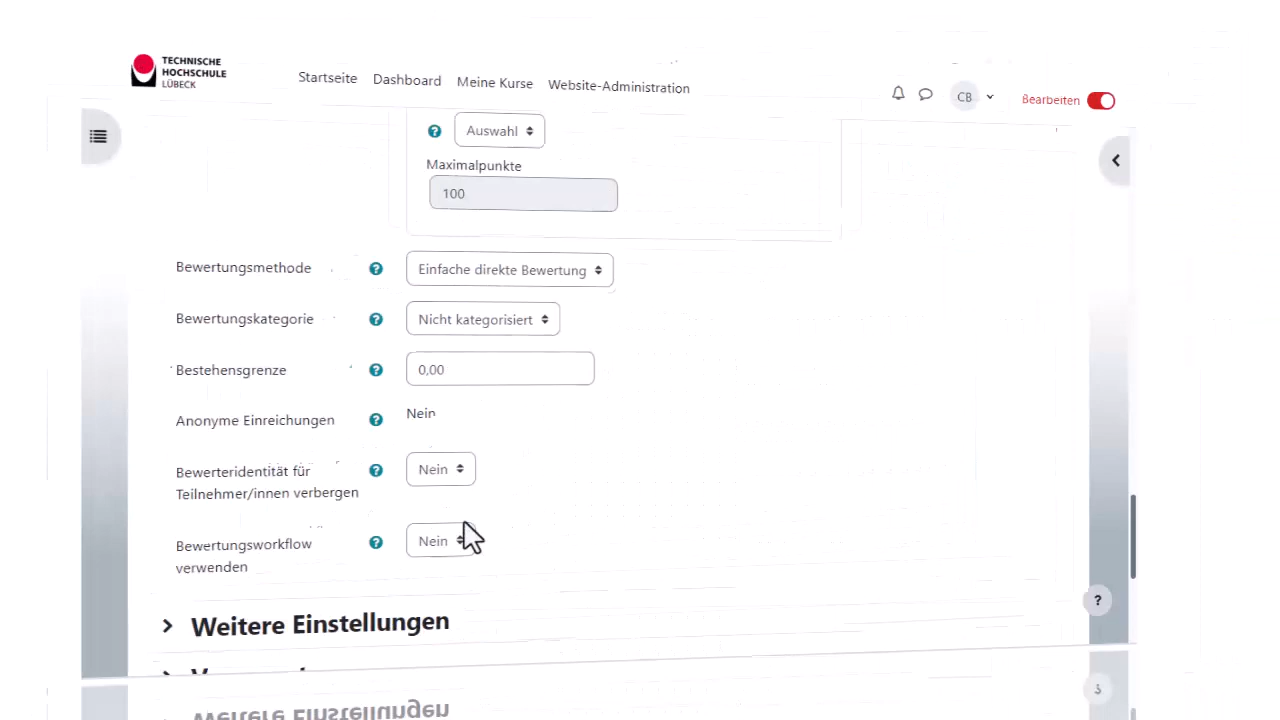 TECHNISCHE
HOCHSCHULE
LÜBECK
Startseite
Dashboard
Meine Kurse
Website-Administration
CB
Bearbeiten
? Auswahl
Maximalpunkte
100
Bewertungsmethode ? Einfache direkte Bewertung
Bewertungskategorie ? Nicht kategorisiert
Bestehensgrenze ? 0,00
Anonyme Einreichungen ? Nein
Bewerteridentität für ? Nein
Teilnehmer/innen verbergen
Bewertungsworkflow ? Nein
verwenden
?
Weitere Einstellungen
Weitere Einstellungen